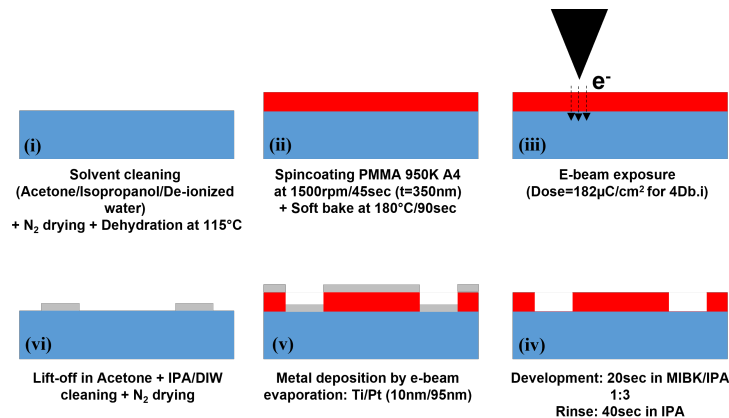 (i)
Solvent cleaning
(Acetone/Isopropanol/De-ionized
water)
+ N₂ drying + Dehydration at 115°C
(ii)
Spincoating PMMA 950K A4
at 1500rpm/45sec (t=350nm)
+ Soft bake at 180°C/90sec
e⁻
(iii)
E-beam exposure
(Dose=182μC/cm² for 4Db.i)
(vi)
Lift-off in Acetone + IPA/DIW
cleaning + N₂ drying
(v)
Metal deposition by e-beam
evaporation: Ti/Pt (10nm/95nm)
(iv)
Development: 20sec in MIBK/IPA
1:3
Rinse: 40sec in IPA